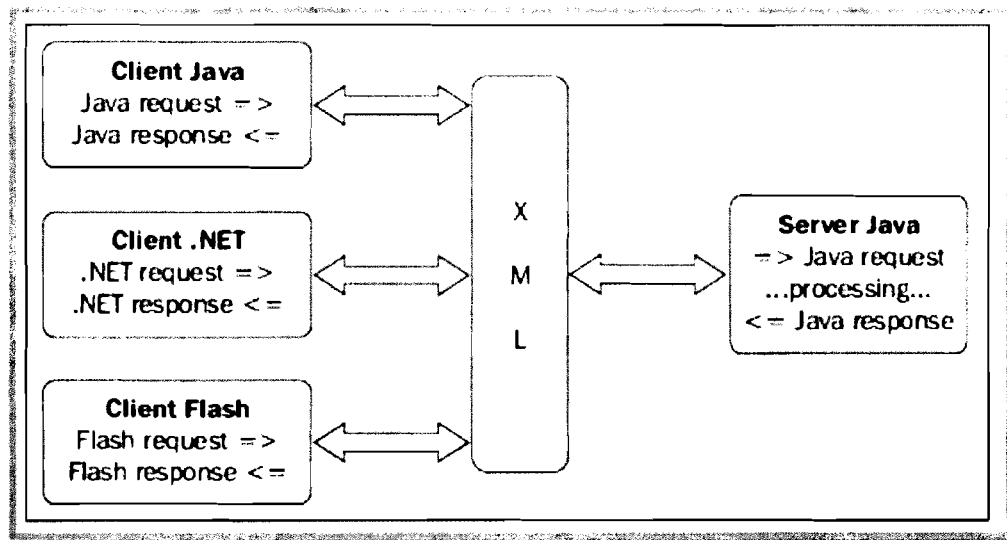 Client Java
Java request =>
Java response <=
Client .NET
.NET request =>
.NET response <=
Client Flash
Flash request =>
Flash response <=
X
M
L
Server Java
=> Java request
...processing...
<= Java response